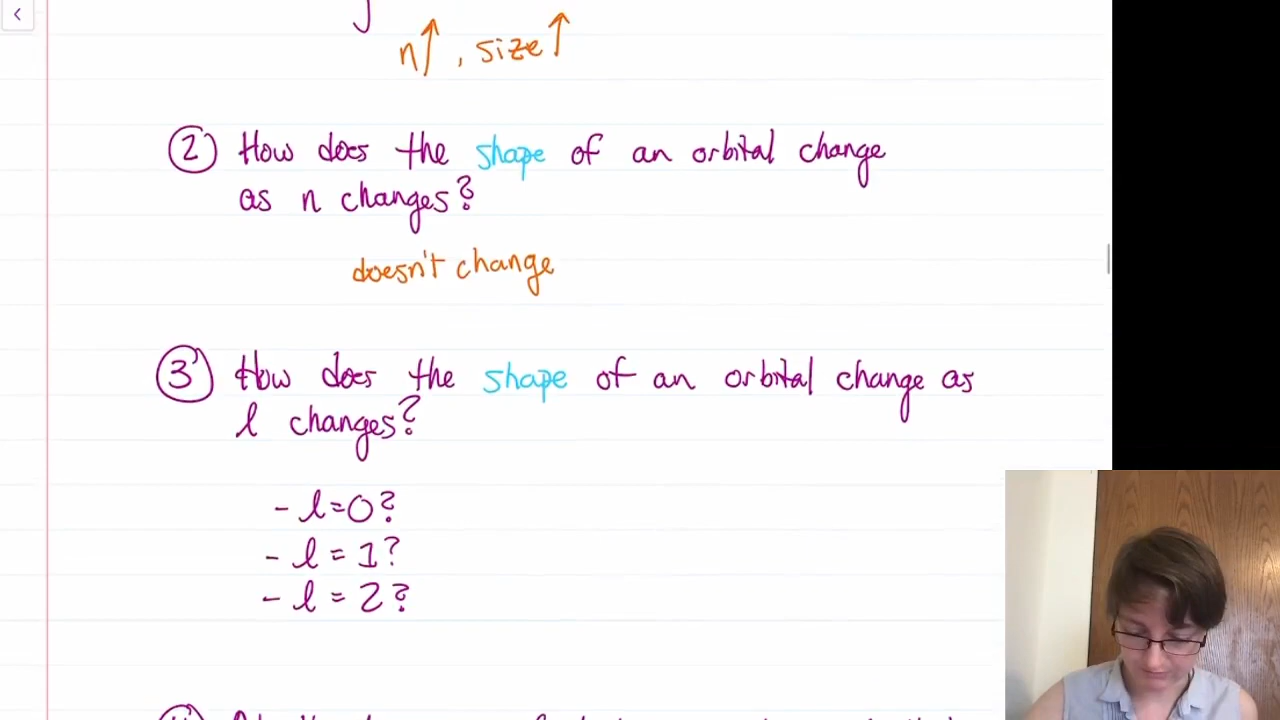 n↑, size↑
② How does the shape of an orbital change
as n changes?
doesn't change
③ How does the shape of an orbital change as
l changes?
- l=0?
- l = 1?
- l = 2?